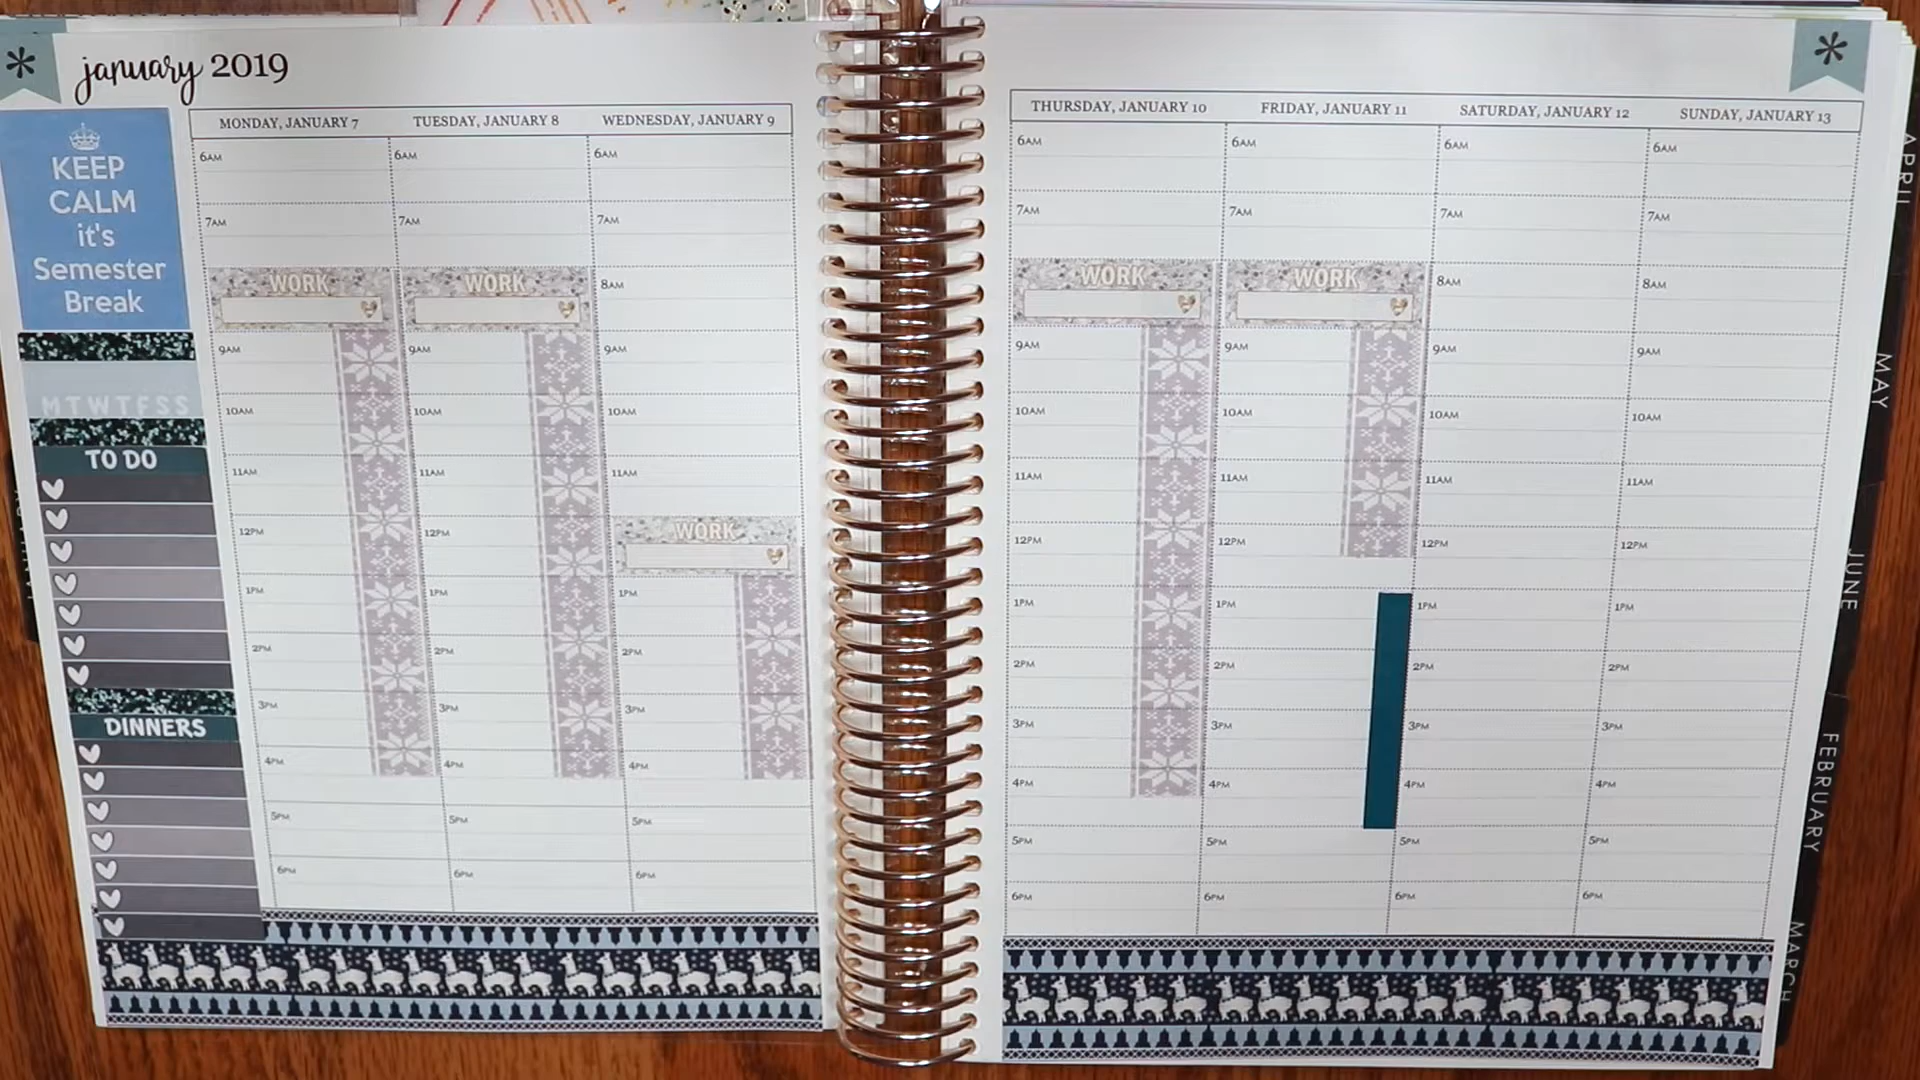 january 2019
KEEP
CALM
it's
Semester
Break
M T W T F S S
TO DO
DINNERS
MONDAY, JANUARY 7
6AM
7AM
WORK
9AM
10AM
11AM
12PM
1PM
2PM
3PM
4PM
5PM
6PM
TUESDAY, JANUARY 8
6AM
7AM
WORK
9AM
10AM
11AM
12PM
1PM
2PM
3PM
4PM
5PM
6PM
WEDNESDAY, JANUARY 9
6AM
7AM
8AM
9AM
10AM
11AM
WORK
1PM
2PM
3PM
4PM
5PM
6PM
THURSDAY, JANUARY 10
6AM
7AM
WORK
9AM
10AM
11AM
12PM
1PM
2PM
3PM
4PM
5PM
6PM
FRIDAY, JANUARY 11
6AM
7AM
WORK
9AM
10AM
11AM
12PM
1PM
2PM
3PM
4PM
5PM
6PM
SATURDAY, JANUARY 12
6AM
7AM
8AM
9AM
10AM
11AM
12PM
1PM
2PM
3PM
4PM
5PM
6PM
SUNDAY, JANUARY 13
6AM
7AM
8AM
9AM
10AM
11AM
12PM
1PM
2PM
3PM
4PM
5PM
6PM
APRIL
MAY
JUNE
FEBRUARY
MARCH